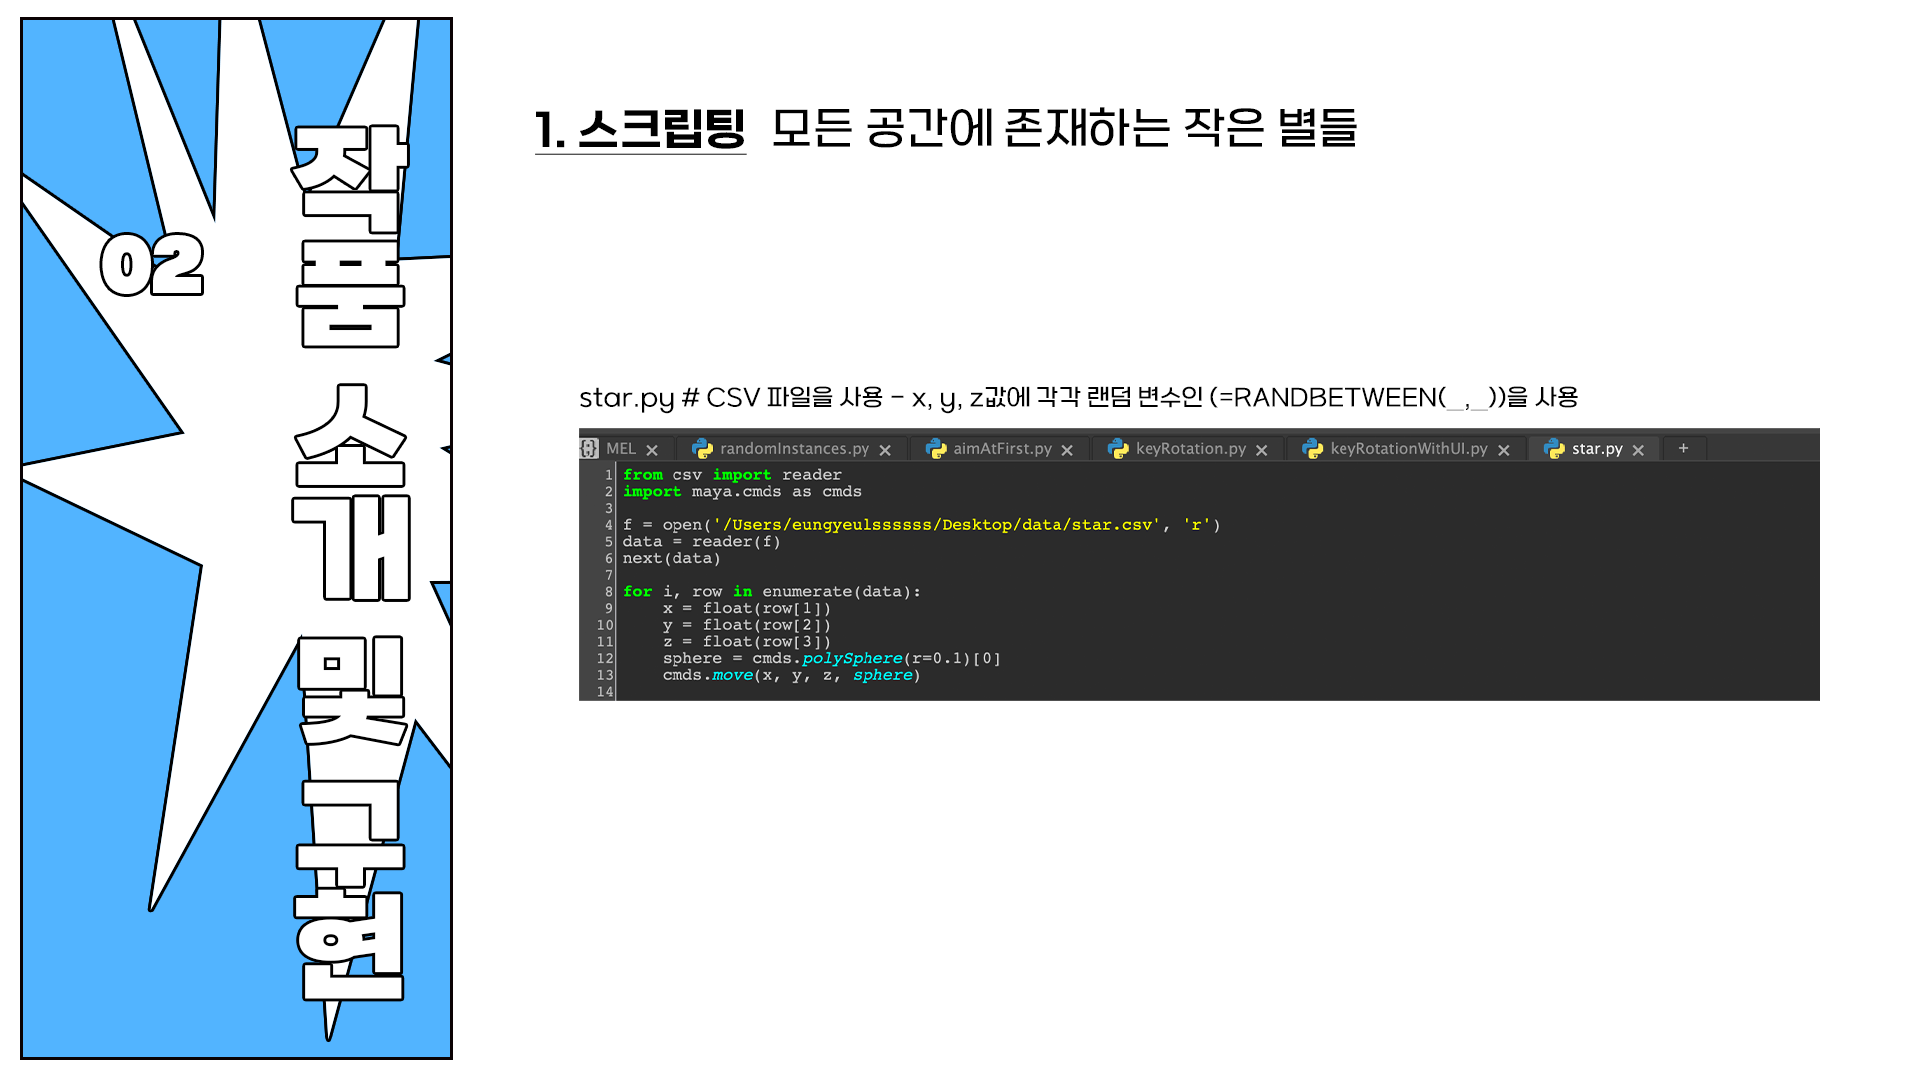 02
작품 소개 및 구현
1. 스크립팅 모든 공간에 존재하는 작은 별들
star.py # CSV 파일을 사용 - x, y, z값에 각각 랜덤 변수인 (=RANDBETWEEN(_,_))을 사용
MEL × randomInstances.py × aimAtFirst.py × keyRotation.py × keyRotationWithUI.py × star.py × +
1 from csv import reader
2 import maya.cmds as cmds
3
4 f = open('/Users/eungyeulssssss/Desktop/data/star.csv', 'r')
5 data = reader(f)
6 next(data)
7
8 for i, row in enumerate(data):
9     x = float(row[1])
10     y = float(row[2])
11     z = float(row[3])
12     sphere = cmds.polySphere(r=0.1)[0]
13     cmds.move(x, y, z, sphere)
14